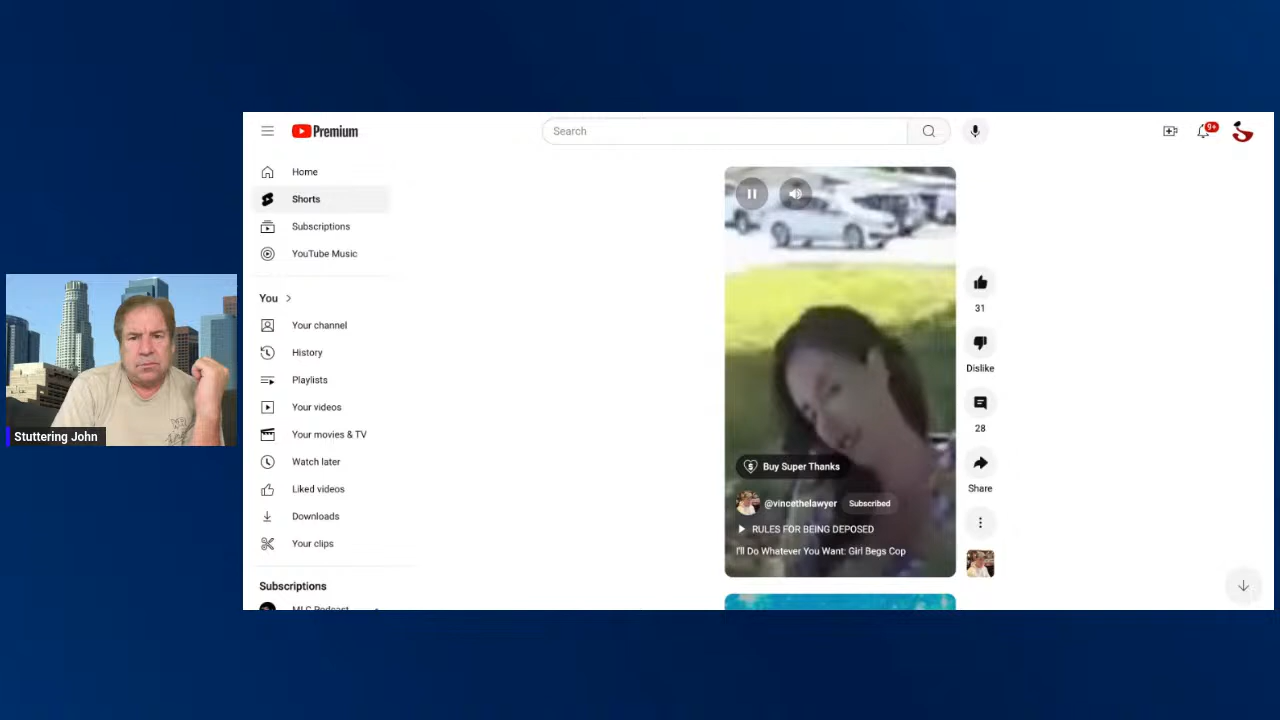 Premium
Search
9+
Home
Shorts
Subscriptions
YouTube Music
You
Your channel
History
Playlists
Your videos
Your movies & TV
Watch later
Liked videos
Downloads
Your clips
Subscriptions
MLC Podcast
Stuttering John
Buy Super Thanks
@vincethelawyer Subscribed
RULES FOR BEING DEPOSED
I'll Do Whatever You Want: Girl Begs Cop
31
Dislike
28
Share